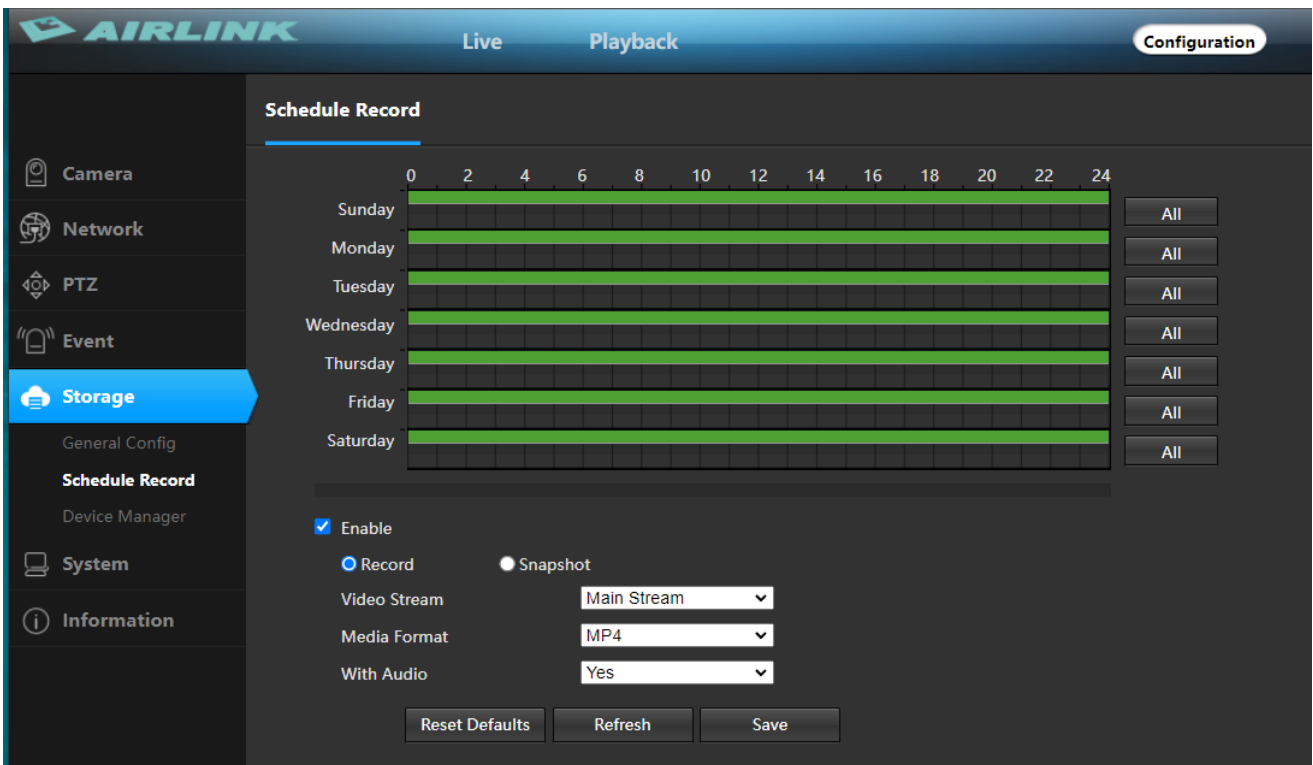 AIRLINK
Live Playback Configuration
Schedule Record
Camera
Network
PTZ
Event
Storage
General Config
Schedule Record
Device Manager
System
Information
0 2 4 6 8 10 12 14 16 18 20 22 24
Sunday All
Monday All
Tuesday All
Wednesday All
Thursday All
Friday All
Saturday All
Enable
Record Snapshot
Video Stream Main Stream
Media Format MP4
With Audio Yes
Reset Defaults Refresh Save